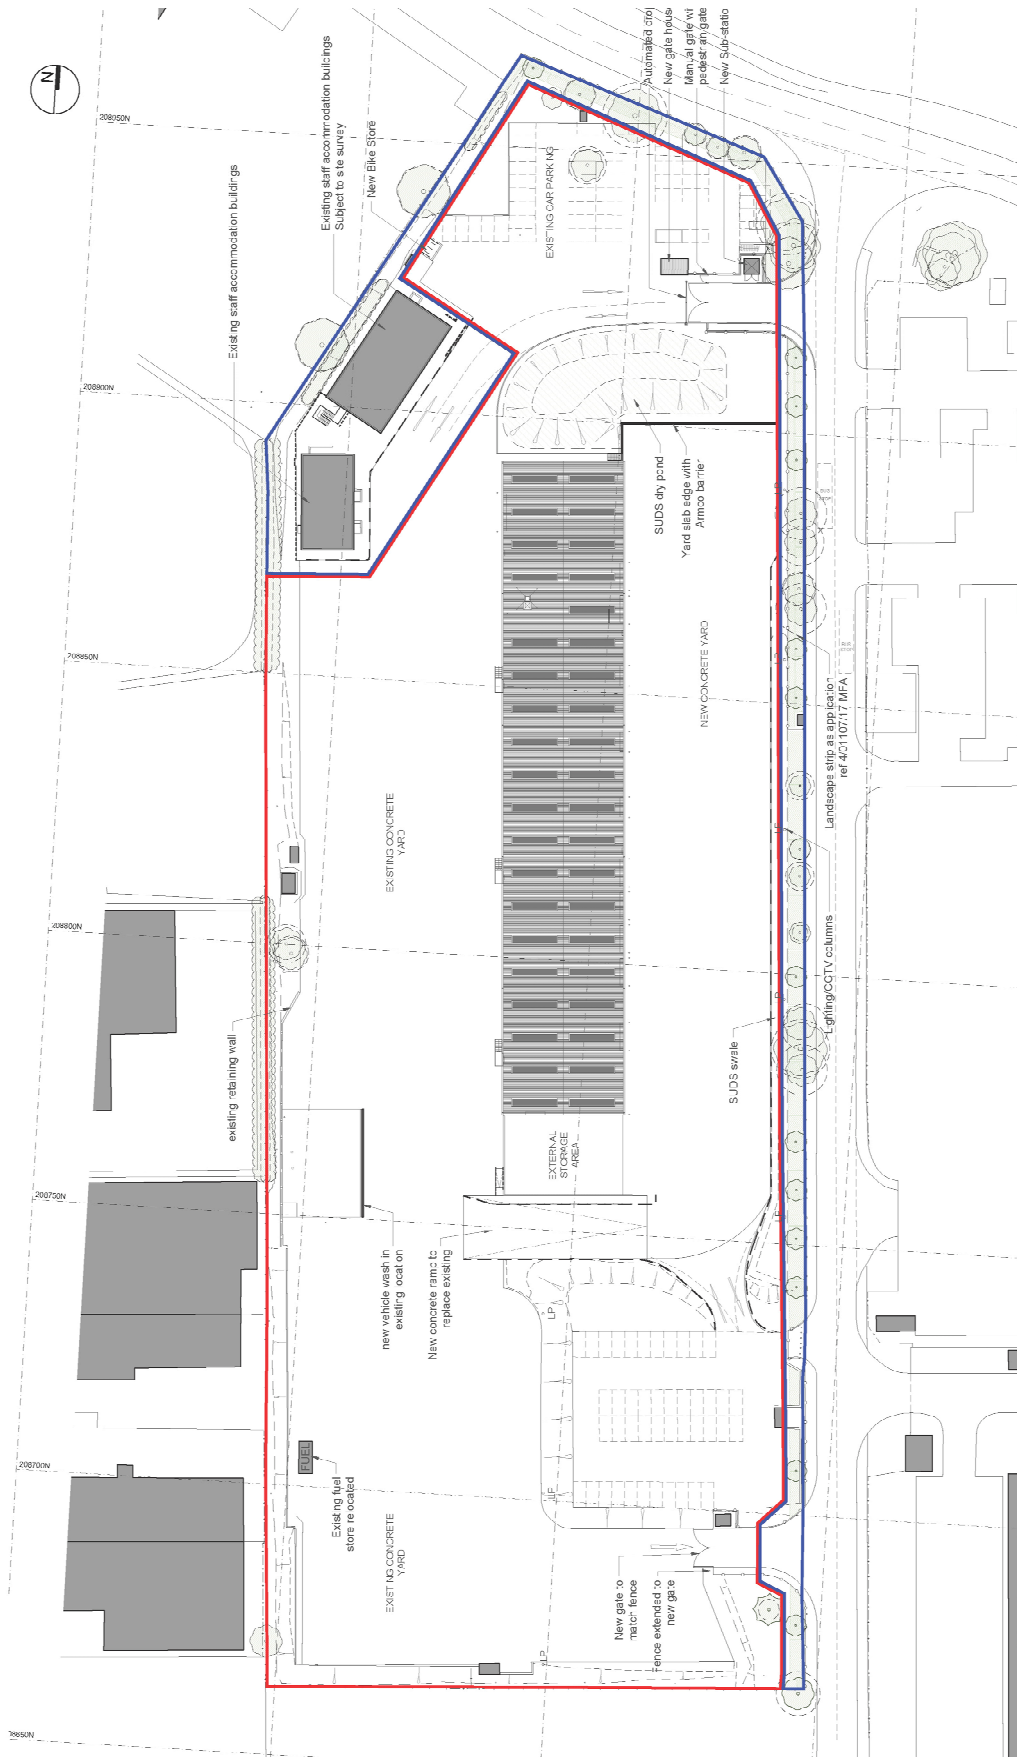 N
208950N
Existing staff accommodation buildings
Existing staff accommodation buildings
Subject to site survey
New Bike Store
EXISTING CAR PARKING
New gate hous
Manual gate wi
pedestrian gate
New Sub-statio
208900N
SUDS dry pond
Yard slab edge with
Armco barrier
208850N
NEW CONCRETE YARD
BUS
Landscape strip as application
ref 4/01107/17 MFA
EXISTING CONCRETE
YARD
208800N
Lighting/CCTV columns
existing retaining wall
SUDS swale
EXTERNAL
STORAGE
AREA
208750N
new vehicle wash in
existing location
New concrete ramp to
replace existing
LP
208700N
FUEL
Existing fuel
store relocated
EXISTING CONCRETE
YARD
New gate to
match fence
Fence extended to
new gate
LP
208650N